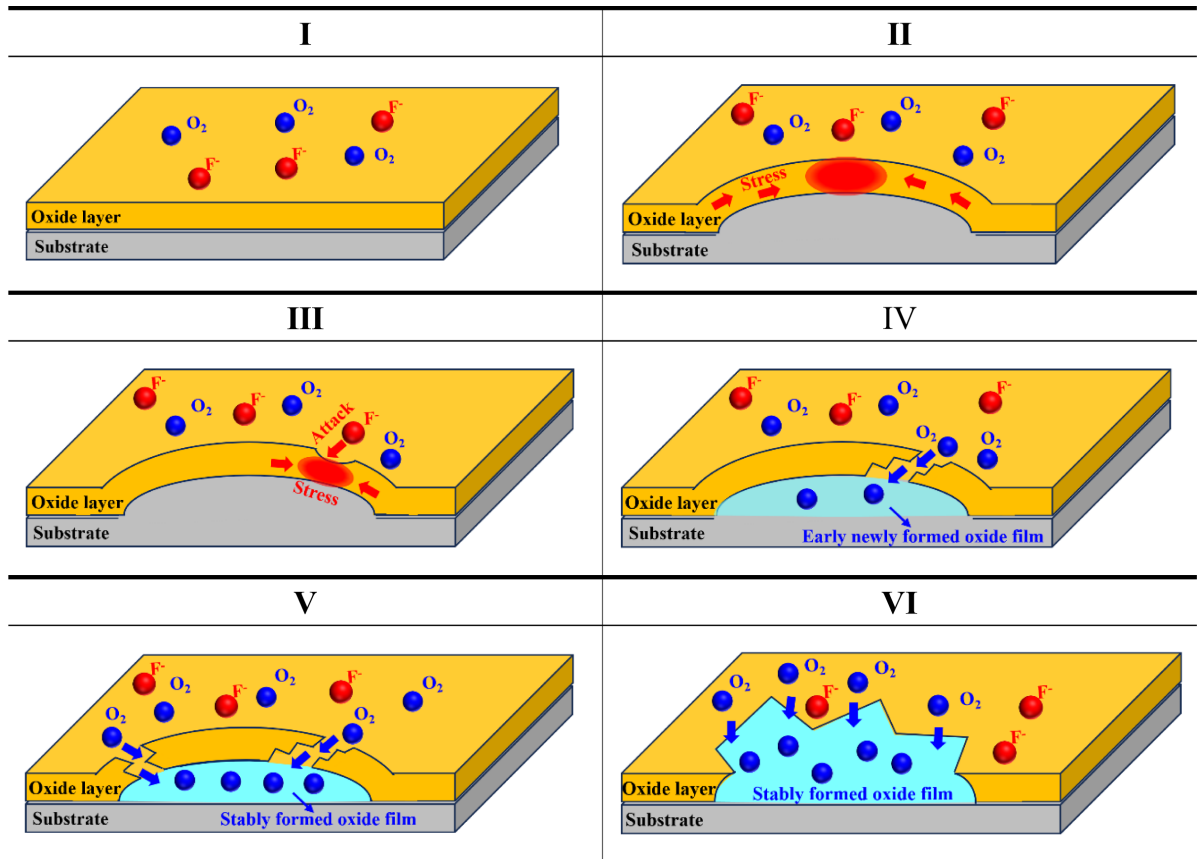 I
II
O₂
O₂
F⁻
F⁻
F⁻
O₂
Oxide layer
Substrate
F⁻
O₂
F⁻
O₂
F⁻
O₂
Stress
Oxide layer
Substrate
III
IV
F⁻
O₂
F⁻
O₂
Attack
F⁻
O₂
Stress
Oxide layer
Substrate
F⁻
O₂
F⁻
O₂
F⁻
O₂
O₂
Oxide layer
Substrate
Early newly formed oxide film
V
VI
F⁻
O₂
F⁻
O₂
F⁻
O₂
O₂
O₂
Oxide layer
Substrate
Stably formed oxide film
O₂
O₂
F⁻
O₂
O₂
F⁻
F⁻
Oxide layer
Stably formed oxide film
Substrate